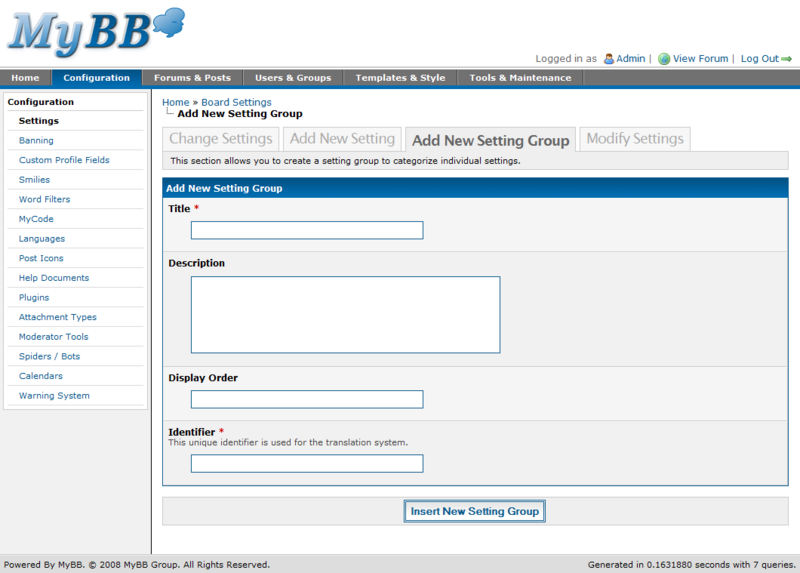 MyBB
Logged in as Admin | View Forum | Log Out
Home Configuration Forums & Posts Users & Groups Templates & Style Tools & Maintenance
Configuration
Settings
Banning
Custom Profile Fields
Smilies
Word Filters
MyCode
Languages
Post Icons
Help Documents
Plugins
Attachment Types
Moderator Tools
Spiders / Bots
Calendars
Warning System
Home » Board Settings
Add New Setting Group
Change Settings Add New Setting Add New Setting Group Modify Settings
This section allows you to create a setting group to categorize individual settings.
Add New Setting Group
Title *
Description
Display Order
Identifier *
This unique identifier is used for the translation system.
Insert New Setting Group
Powered By MyBB. © 2008 MyBB Group. All Rights Reserved. Generated in 0.1631880 seconds with 7 queries.